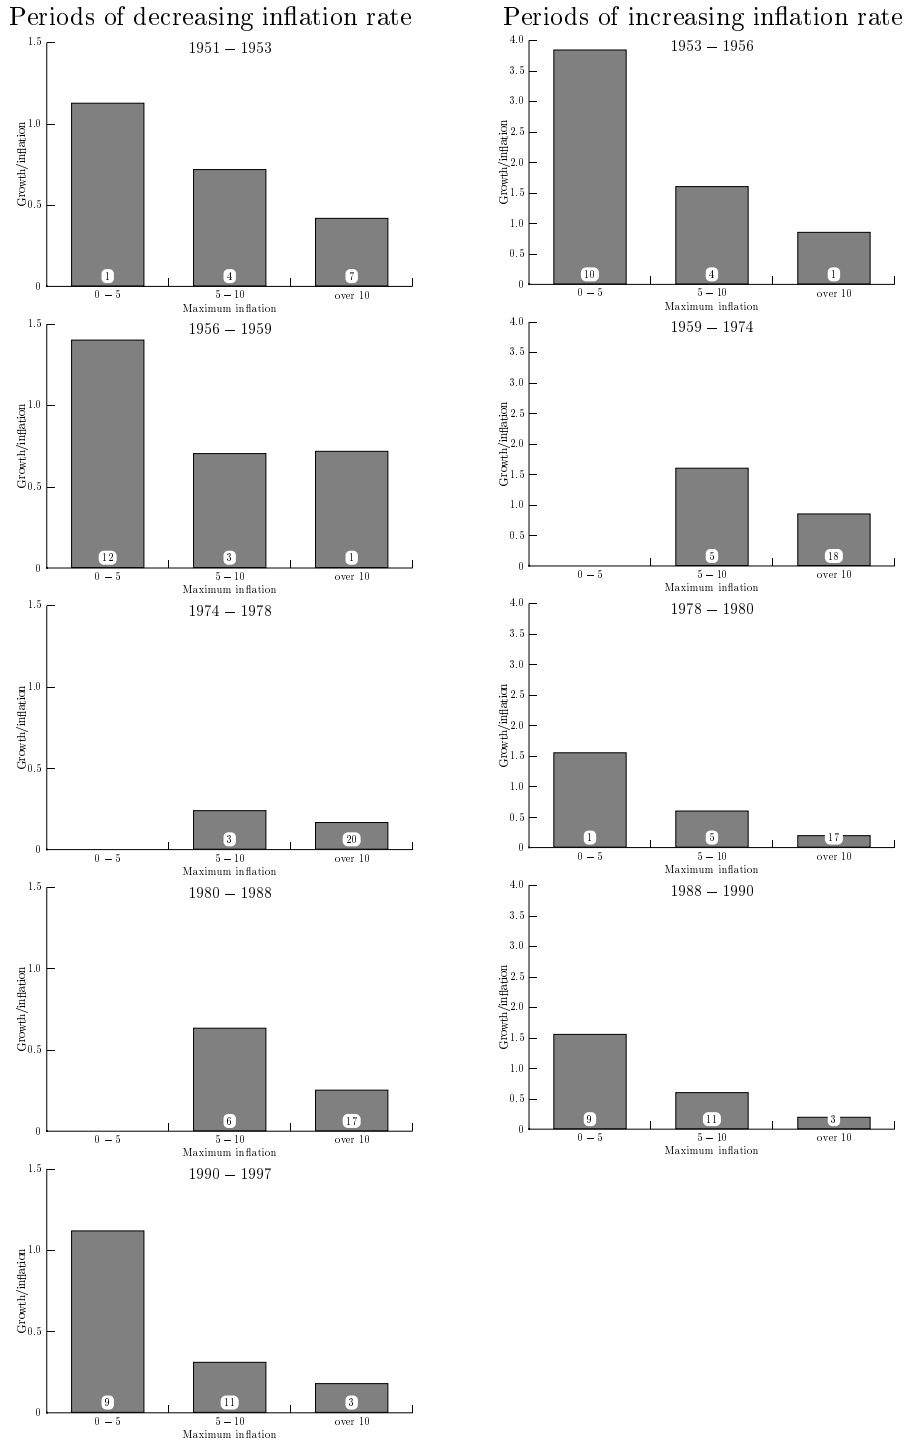 Periods of decreasing inflation rate
1951 – 1953
1.5
1.0
0.5
0
Growth/inflation
1
4
7
0 – 5
5 – 10
over 10
Maximum inflation
1956 – 1959
1.5
1.0
0.5
0
Growth/inflation
12
3
1
0 – 5
5 – 10
over 10
Maximum inflation
1974 – 1978
1.5
1.0
0.5
0
Growth/inflation
3
20
0 – 5
5 – 10
over 10
Maximum inflation
1980 – 1988
1.5
1.0
0.5
0
Growth/inflation
6
17
0 – 5
5 – 10
over 10
Maximum inflation
1990 – 1997
1.5
1.0
0.5
0
Growth/inflation
9
11
3
0 – 5
5 – 10
over 10
Maximum inflation
Periods of increasing inflation rate
1953 – 1956
4.0
3.5
3.0
2.5
2.0
1.5
1.0
0.5
0
Growth/inflation
10
4
1
0 – 5
5 – 10
over 10
Maximum inflation
1959 – 1974
4.0
3.5
3.0
2.5
2.0
1.5
1.0
0.5
0
Growth/inflation
5
18
0 – 5
5 – 10
over 10
Maximum inflation
1978 – 1980
4.0
3.5
3.0
2.5
2.0
1.5
1.0
0.5
0
Growth/inflation
1
5
17
0 – 5
5 – 10
over 10
Maximum inflation
1988 – 1990
4.0
3.5
3.0
2.5
2.0
1.5
1.0
0.5
0
Growth/inflation
9
11
3
0 – 5
5 – 10
over 10
Maximum inflation